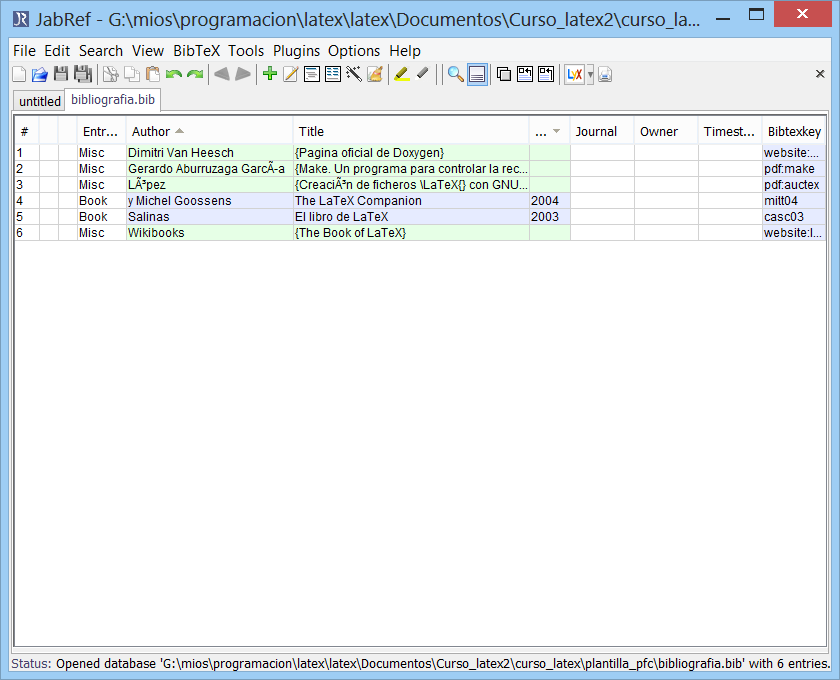 JabRef - G:\mios\programacion\latex\latex\Documentos\Curso_latex2\curso_la...
File Edit Search View BibTeX Tools Plugins Options Help
untitled bibliografia.bib
# Entr... Author Title ... Journal Owner Timest... Bibtexkey
1 Misc Dimitri Van Heesch {Pagina oficial de Doxygen} website:...
2 Misc Gerardo Aburruzaga GarcÃ-a {Make. Un programa para controlar la rec... pdf:make
3 Misc LÃ³pez {CreaciÃ³n de ficheros \LaTeX{} con GNU... pdf:auctex
4 Book y Michel Goossens The LaTeX Companion 2004 mitt04
5 Book Salinas El libro de LaTeX 2003 casc03
6 Misc Wikibooks {The Book of LaTeX} website:l...
Status: Opened database 'G:\mios\programacion\latex\latex\Documentos\Curso_latex2\curso_latex\plantilla_pfc\bibliografia.bib' with 6 entries.